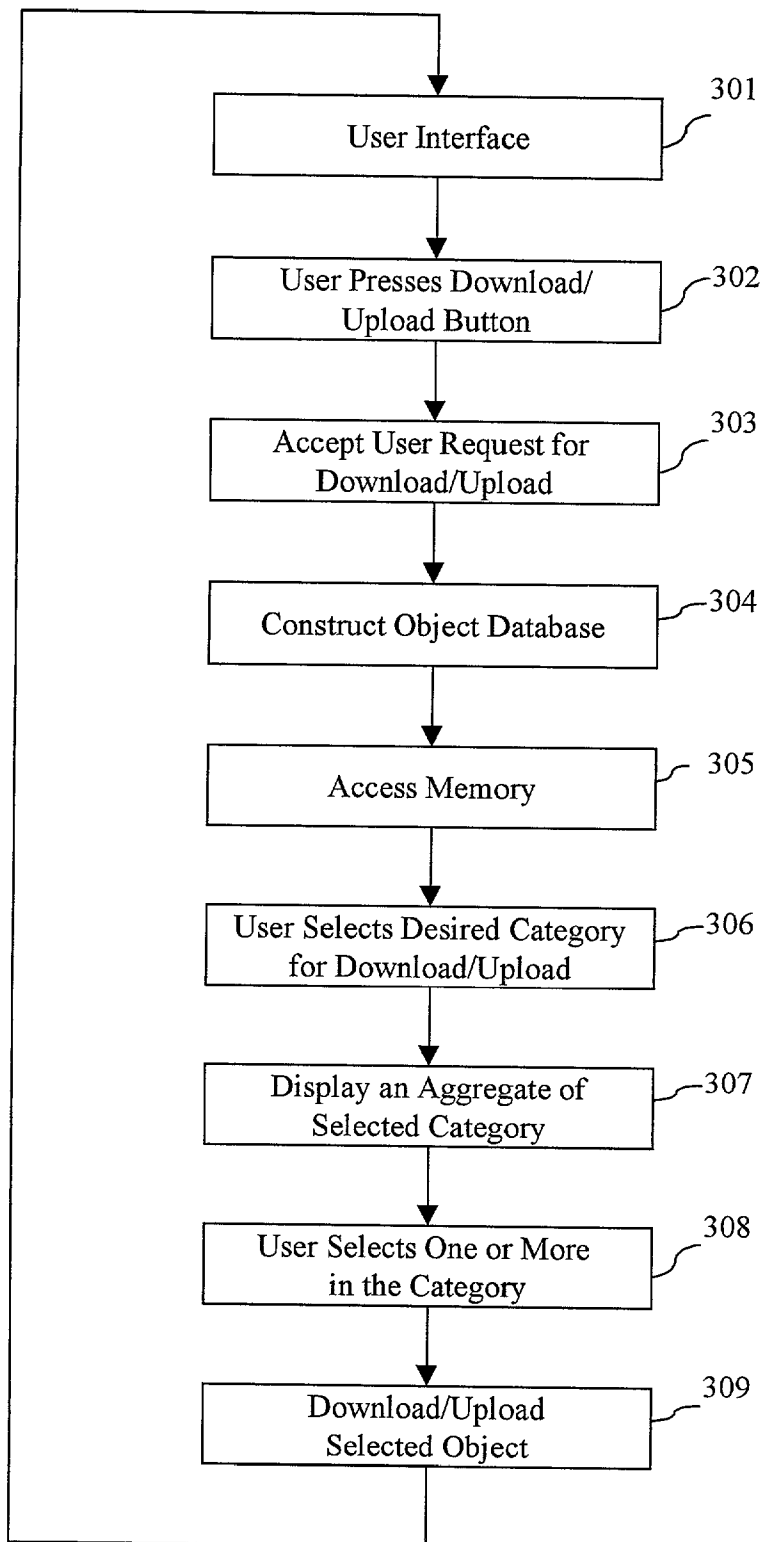 301
User Interface
User Presses Download/
Upload Button
302
Accept User Request for
Download/Upload
303
Construct Object Database
304
Access Memory
305
User Selects Desired Category
for Download/Upload
306
Display an Aggregate of
Selected Category
307
User Selects One or More
in the Category
308
Download/Upload
Selected Object
309